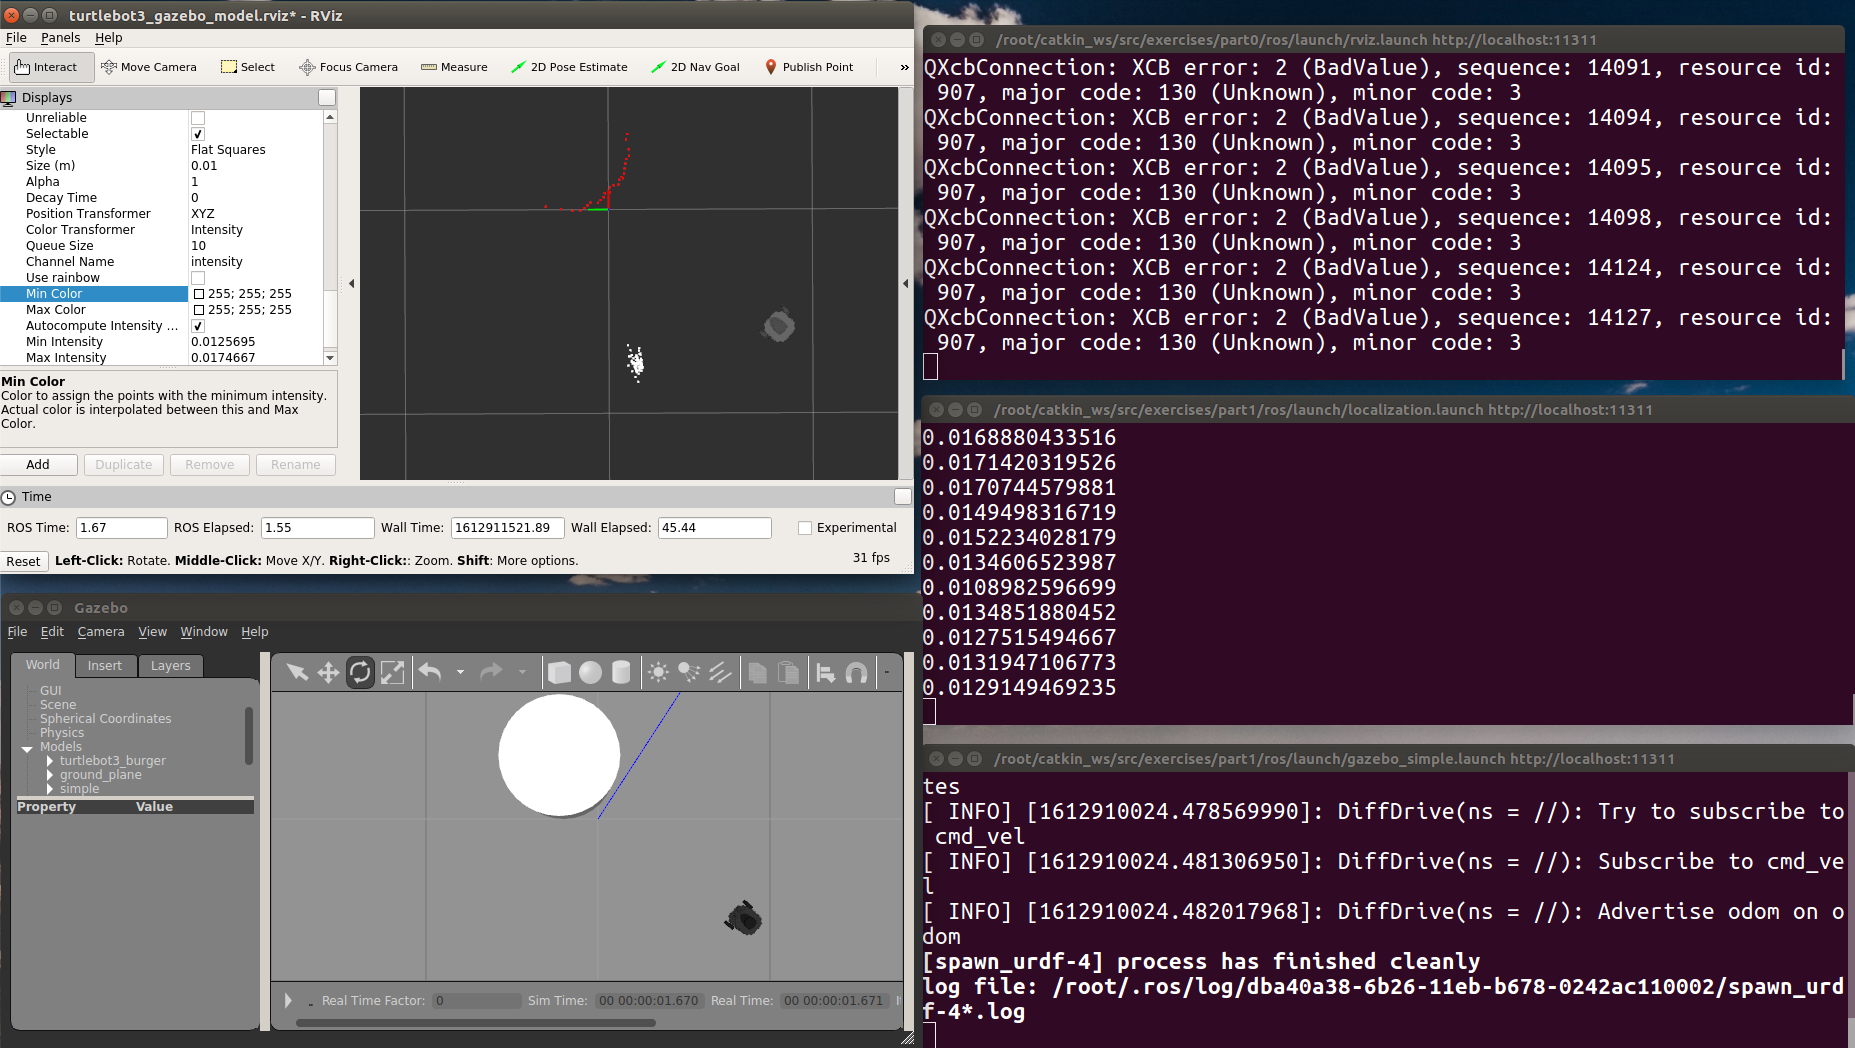 turtlebot3_gazebo_model.rviz* - RViz
File Panels Help
Interact Move Camera Select Focus Camera Measure 2D Pose Estimate 2D Nav Goal Publish Point »
Displays
Unreliable
Selectable
Style Flat Squares
Size (m) 0.01
Alpha 1
Decay Time 0
Position Transformer XYZ
Color Transformer Intensity
Queue Size 10
Channel Name intensity
Use rainbow
Min Color 255; 255; 255
Max Color 255; 255; 255
Autocompute Intensity ...
Min Intensity 0.0125695
Max Intensity 0.0174667
Min Color
Color to assign the points with the minimum intensity.
Actual color is interpolated between this and Max
Color.
Add Duplicate Remove Rename
Time
ROS Time: 1.67 ROS Elapsed: 1.55 Wall Time: 1612911521.89 Wall Elapsed: 45.44 Experimental
Reset Left-Click: Rotate. Middle-Click: Move X/Y. Right-Click:: Zoom. Shift: More options. 31 fps
Gazebo
File Edit Camera View Window Help
World Insert Layers
GUI
Scene
Spherical Coordinates
Physics
Models
turtlebot3_burger
ground_plane
simple
Property Value
Real Time Factor: 0 Sim Time: 00 00:00:01.670 Real Time: 00 00:00:01.671
/root/catkin_ws/src/exercises/part0/ros/launch/rviz.launch http://localhost:11311
QXcbConnection: XCB error: 2 (BadValue), sequence: 14091, resource id:
907, major code: 130 (Unknown), minor code: 3
QXcbConnection: XCB error: 2 (BadValue), sequence: 14094, resource id:
907, major code: 130 (Unknown), minor code: 3
QXcbConnection: XCB error: 2 (BadValue), sequence: 14095, resource id:
907, major code: 130 (Unknown), minor code: 3
QXcbConnection: XCB error: 2 (BadValue), sequence: 14098, resource id:
907, major code: 130 (Unknown), minor code: 3
QXcbConnection: XCB error: 2 (BadValue), sequence: 14124, resource id:
907, major code: 130 (Unknown), minor code: 3
QXcbConnection: XCB error: 2 (BadValue), sequence: 14127, resource id:
907, major code: 130 (Unknown), minor code: 3
/root/catkin_ws/src/exercises/part1/ros/launch/localization.launch http://localhost:11311
0.0168880433516
0.0171420319526
0.0170744579881
0.0149498316719
0.0152234028179
0.0134606523987
0.0108982596699
0.0134851880452
0.0127515494667
0.0131947106773
0.0129149469235
/root/catkin_ws/src/exercises/part1/ros/launch/gazebo_simple.launch http://localhost:11311
tes
[ INFO] [1612910024.478569990]: DiffDrive(ns = //): Try to subscribe to
cmd_vel
[ INFO] [1612910024.481306950]: DiffDrive(ns = //): Subscribe to cmd_ve
l
[ INFO] [1612910024.482017968]: DiffDrive(ns = //): Advertise odom on o
dom
[spawn_urdf-4] process has finished cleanly
log file: /root/.ros/log/dba40a38-6b26-11eb-b678-0242ac110002/spawn_urd
f-4*.log